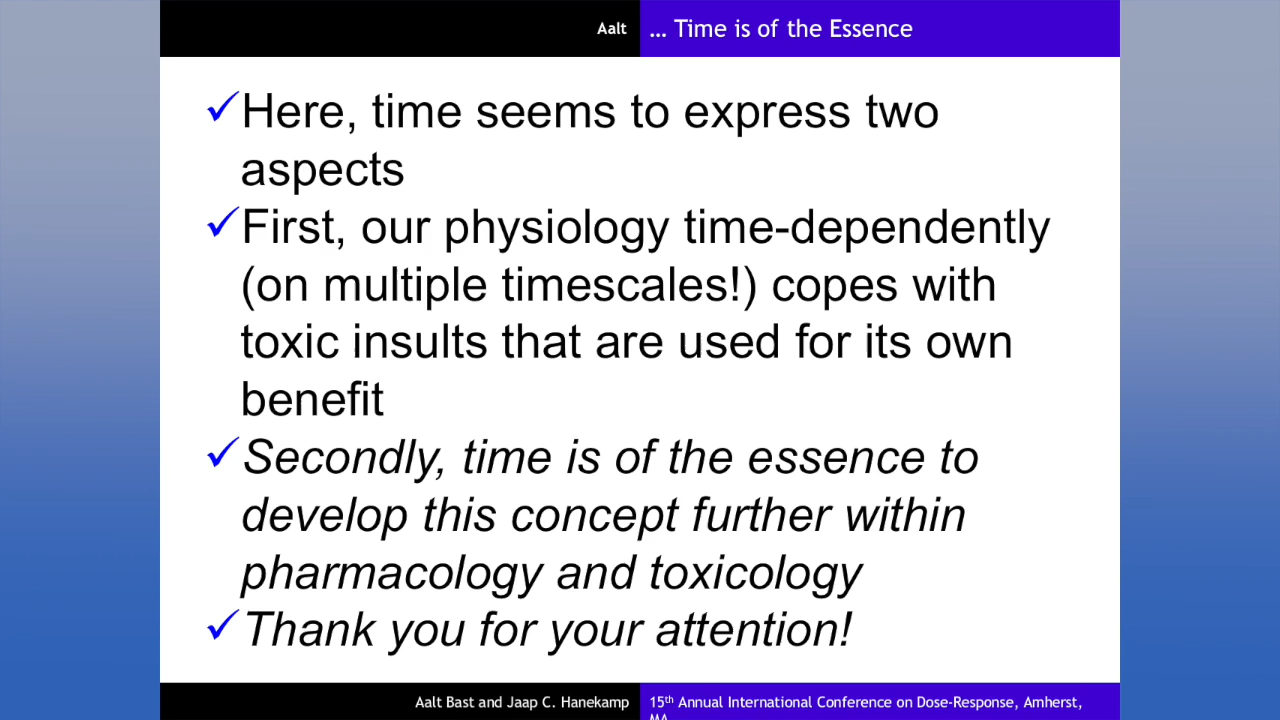 Aalt
... Time is of the Essence
Here, time seems to express two
aspects
First, our physiology time-dependently
(on multiple timescales!) copes with
toxic insults that are used for its own
benefit
Secondly, time is of the essence to
develop this concept further within
pharmacology and toxicology
Thank you for your attention!
Aalt Bast and Jaap C. Hanekamp
15th Annual International Conference on Dose-Response, Amherst,
MA